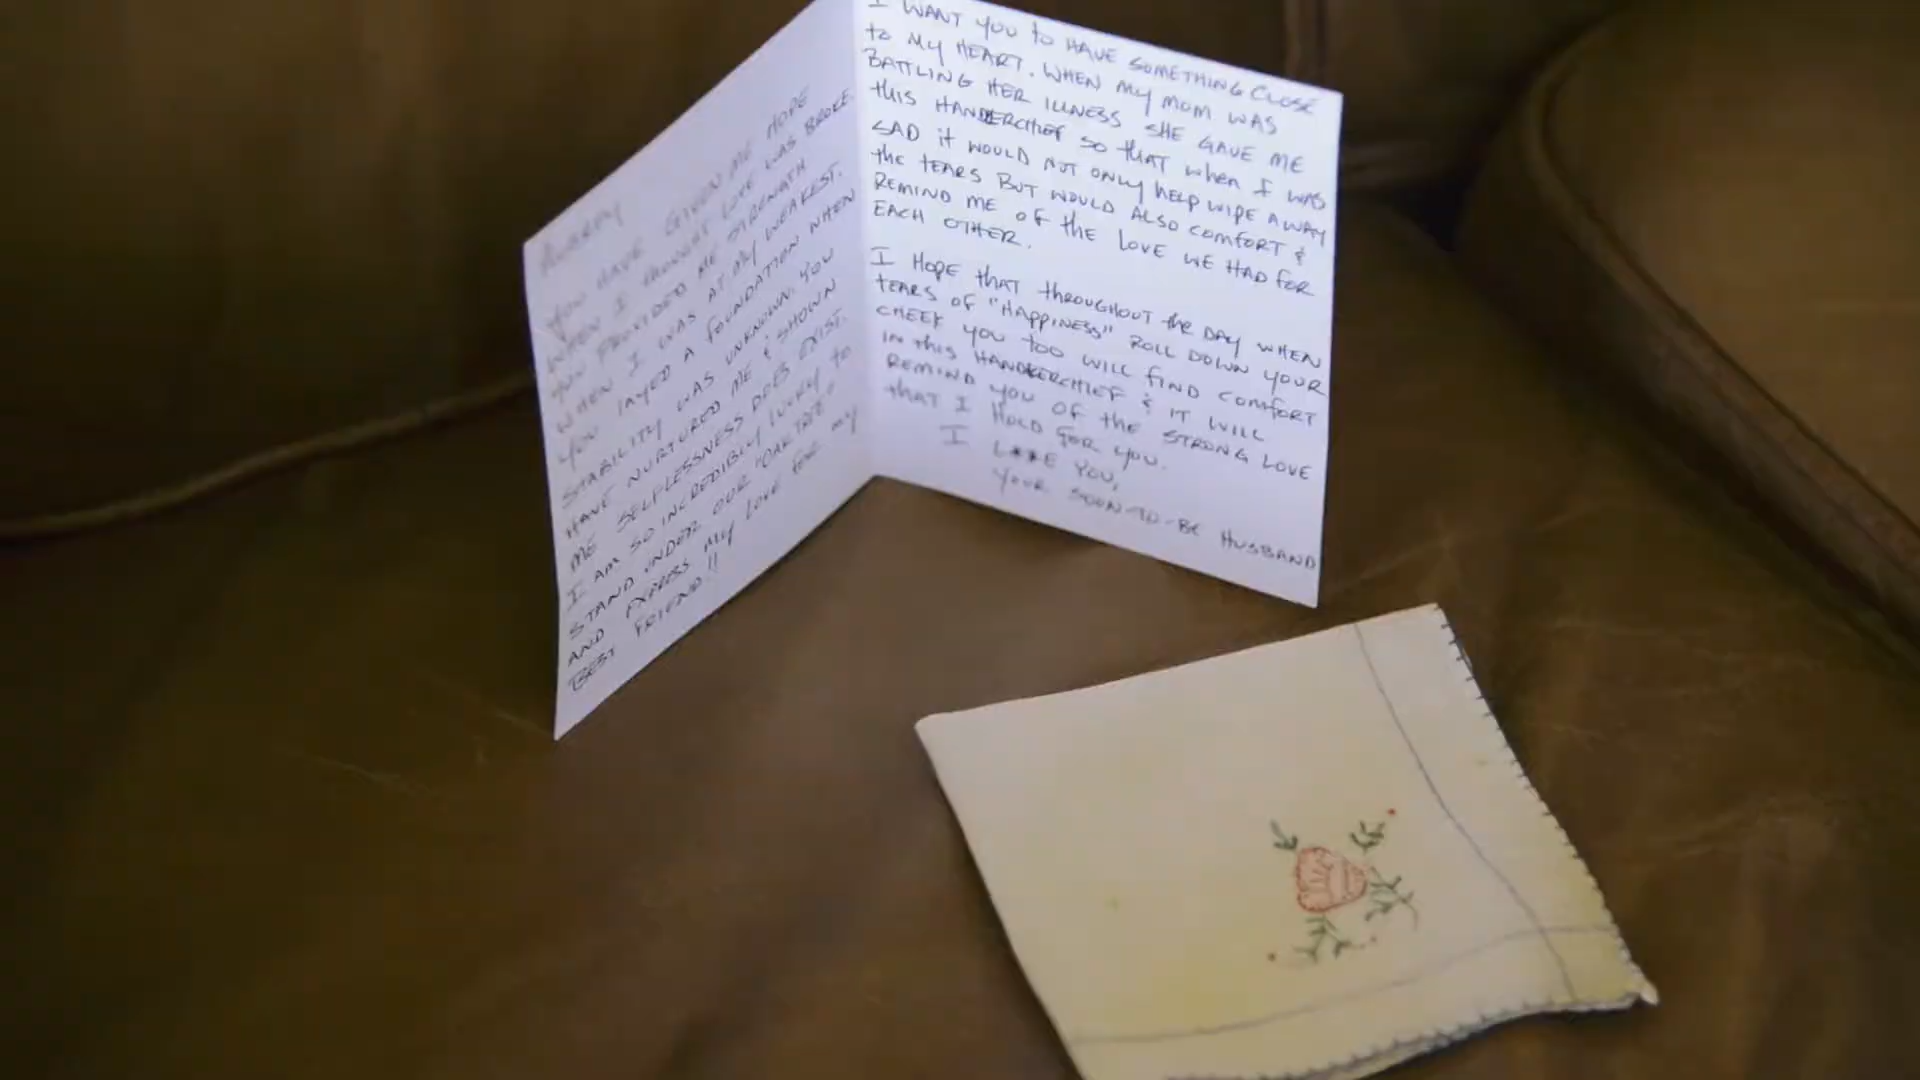 AUBREY
YOU HAVE GIVEN ME HOPE
WHEN I THOUGHT LOVE WAS BROKE.
YOU PROVIDED ME STRENGTH
WHEN I WAS AT MY WEAKEST.
YOU LAYED A FOUNDATION WHEN
STABILITY WAS UNKNOWN. YOU
HAVE NURTURED ME & SHOWN
ME SELFLESSNESS DOES EXIST.
I AM SO INCREDIBLY LUCKY TO
STAND UNDER OUR "OAK TREE"
AND EXPRESS MY LOVE FOR MY
BEST FRIEND!!
I WANT YOU TO HAVE SOMETHING CLOSE
TO MY HEART. WHEN MY MOM WAS
BATTLING HER ILLNESS SHE GAVE ME
THIS HANDKERCHIEF SO THAT WHEN I WAS
SAD IT WOULD NOT ONLY HELP WIPE AWAY
THE TEARS BUT WOULD ALSO COMFORT &
REMIND ME OF THE LOVE WE HAD FOR
EACH OTHER.
I HOPE THAT THROUGHOUT THE DAY WHEN
TEARS OF "HAPPINESS" ROLL DOWN YOUR
CHEEK YOU TOO WILL FIND COMFORT
IN THIS HANDKERCHIEF & IT WILL
REMIND YOU OF THE STRONG LOVE
THAT I HOLD FOR YOU.
I L**E YOU,
YOUR SOON-TO-BE HUSBAND